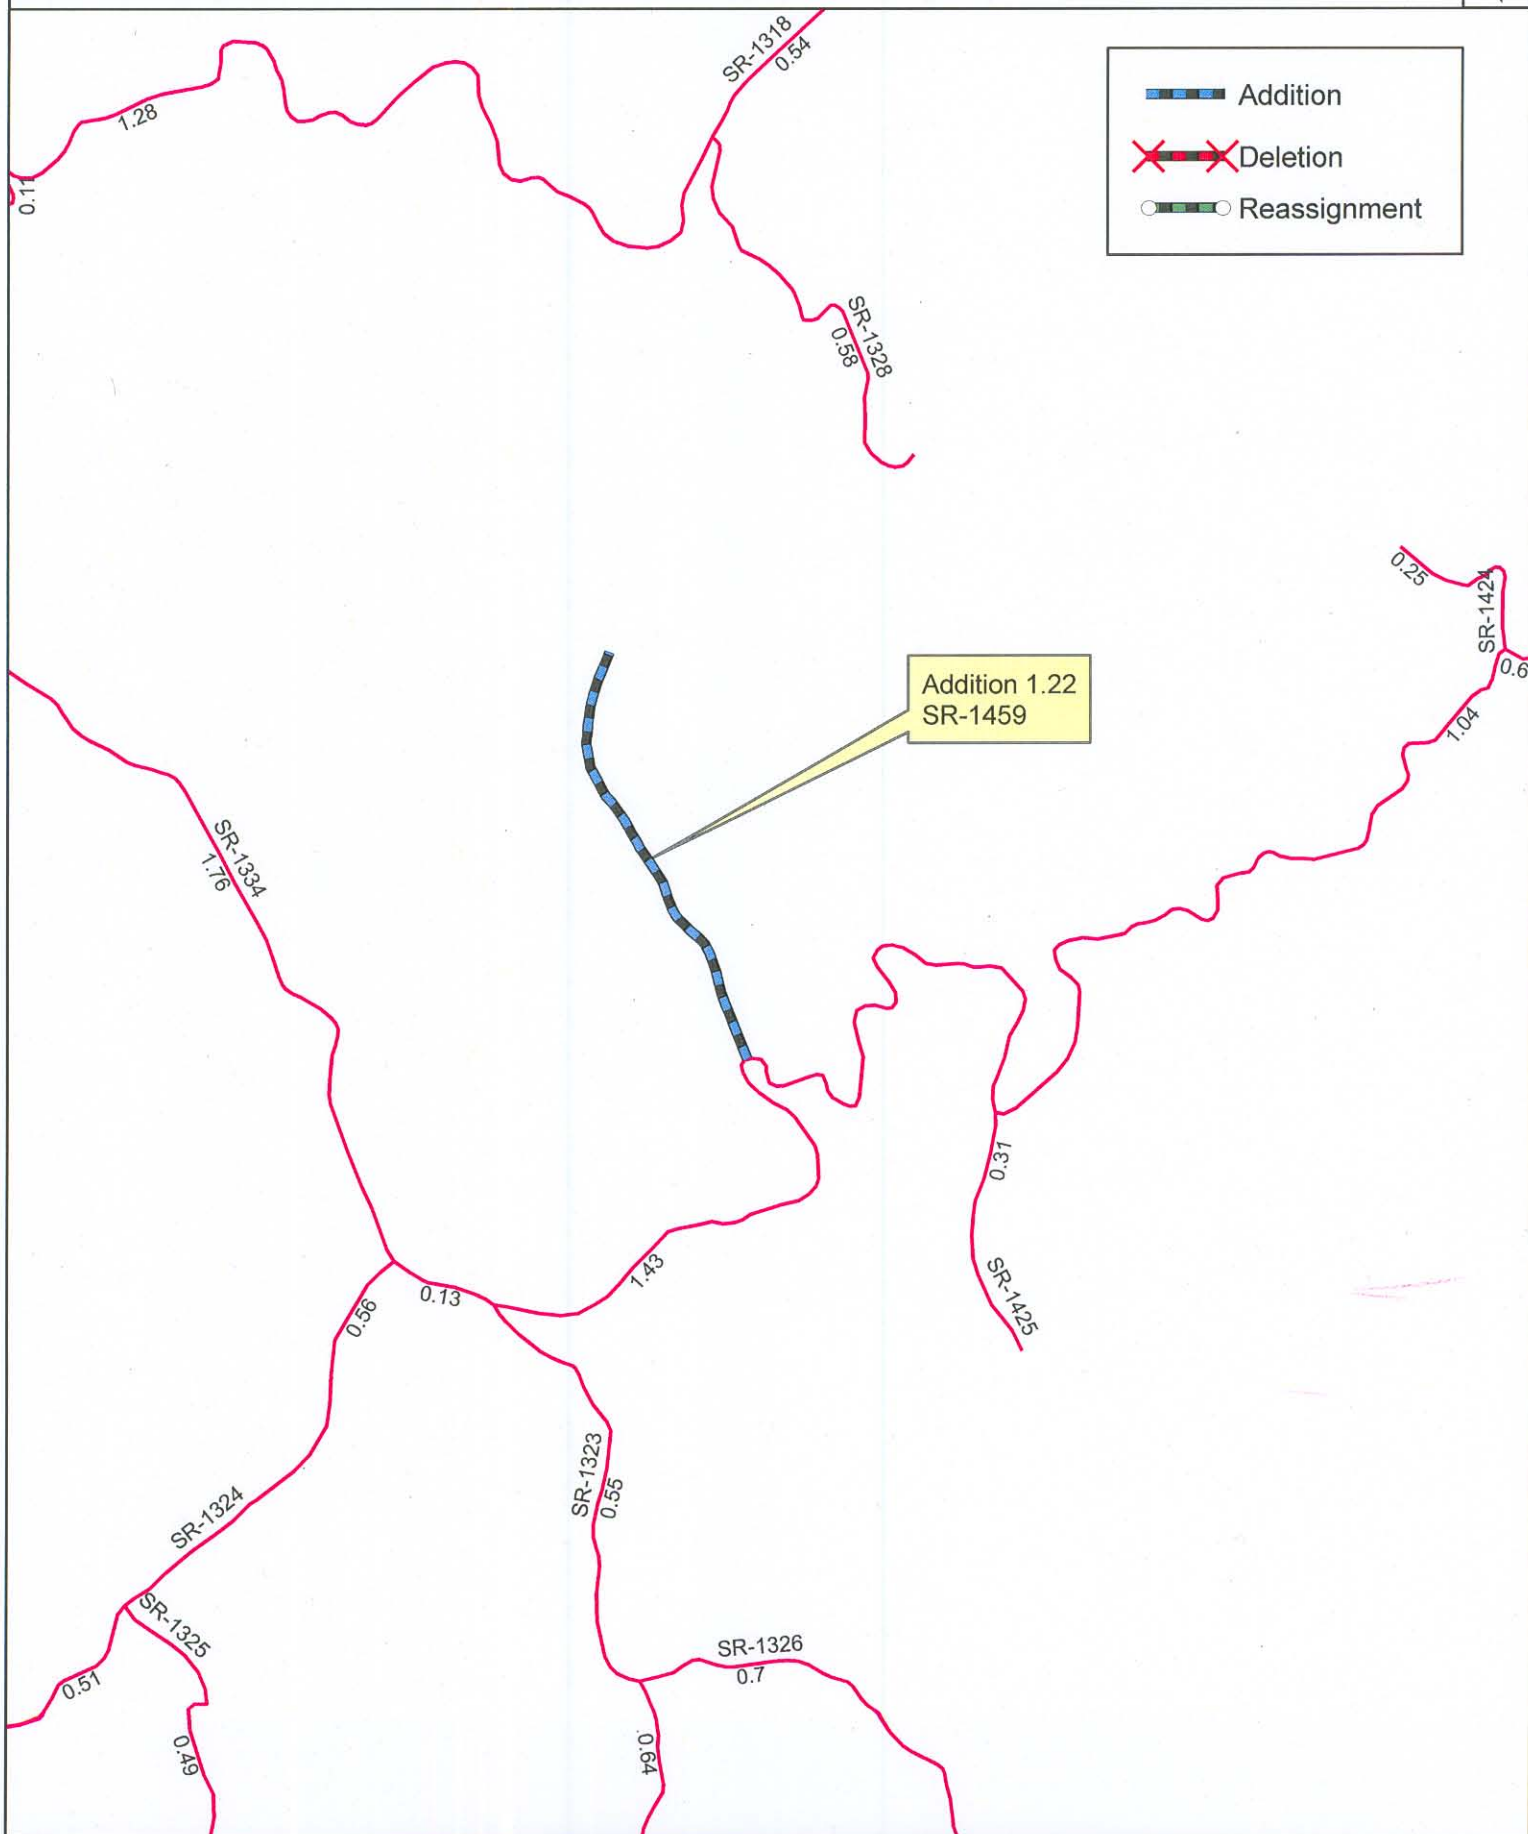 SR-1318
0.54
Addition
Deletion
Reassignment
1.28
0.11
SR-1328
0.58
0.25
SR-1424
0.6
1.04
Addition 1.22
SR-1459
SR-1334
1.76
0.31
SR-1425
1.43
0.13
0.56
SR-1323
0.55
SR-1324
SR-1325
0.51
0.49
SR-1326
0.7
0.64